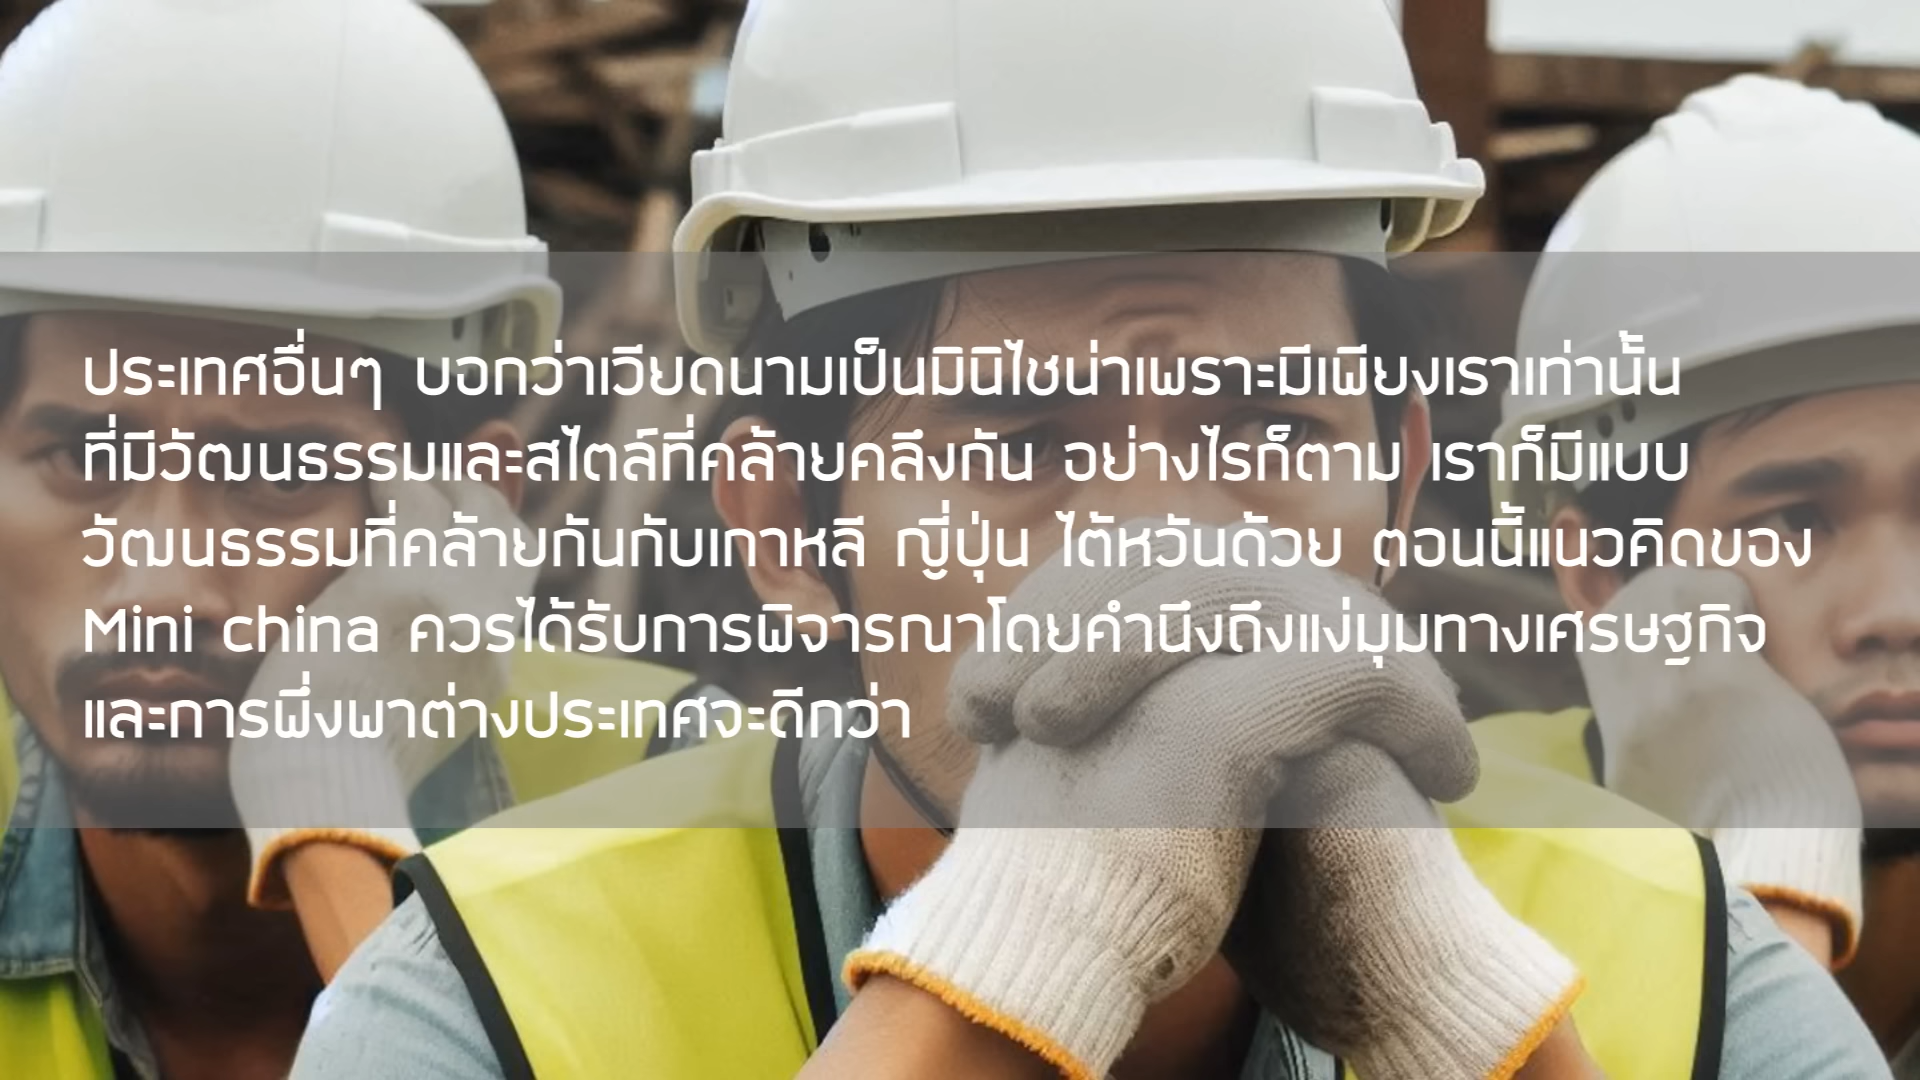 ประเทศอื่นๆ บอกว่าเวียดนามเป็นมินิไชน่าเพราะมีเพียงเราเท่านั้น
ที่มีวัฒนธรรมและสไตล์ที่คล้ายคลึงกัน อย่างไรก็ตาม เราก็มีแบบ
วัฒนธรรมที่คล้ายกันกับเกาหลี ญี่ปุ่น ไต้หวันด้วย ตอนนี้แนวคิดของ
Mini china ควรได้รับการพิจารณาโดยคำนึงถึงแง่มุมทางเศรษฐกิจ
และการพึ่งพาต่างประเทศจะดีกว่า